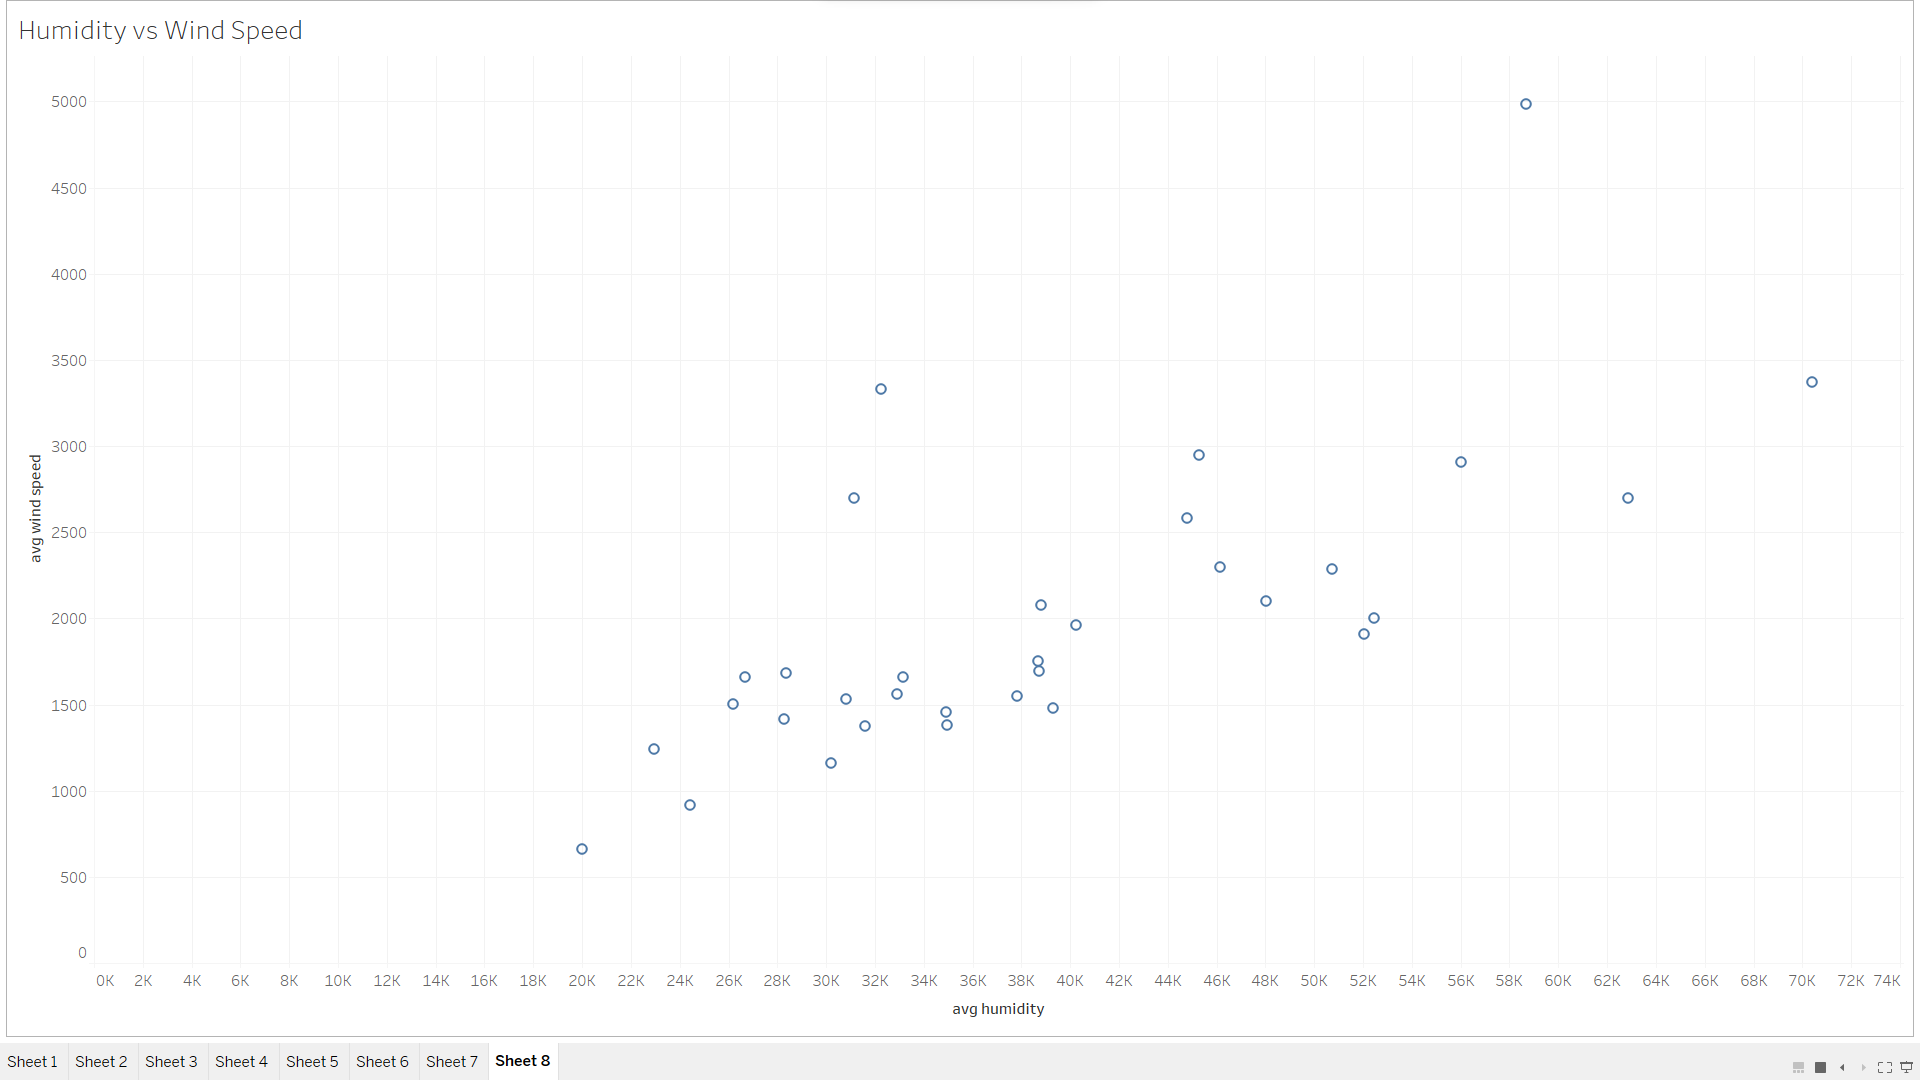 Humidity vs Wind Speed
5000
4500
4000
3500
3000
2500
2000
1500
1000
500
0
avg wind speed
0K 2K 4K 6K 8K 10K 12K 14K 16K 18K 20K 22K 24K 26K 28K 30K 32K 34K 36K 38K 40K 42K 44K 46K 48K 50K 52K 54K 56K 58K 60K 62K 64K 66K 68K 70K 72K 74K
avg humidity
Sheet 1 Sheet 2 Sheet 3 Sheet 4 Sheet 5 Sheet 6 Sheet 7 Sheet 8